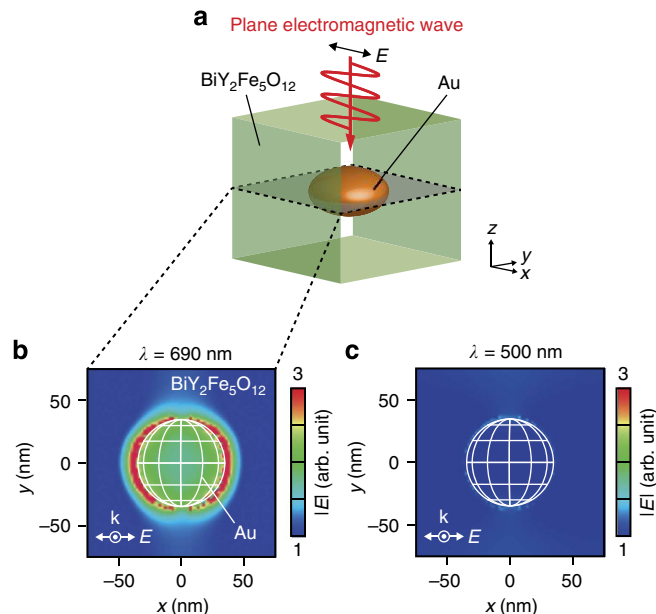 a
Plane electromagnetic wave
E
BiY2Fe5O12
Au
z
y
x
b
λ = 690 nm
c
λ = 500 nm
BiY2Fe5O12
Au
k
E
50
0
−50
y (nm)
−50 0 50
x (nm)
3
1
|E| (arb. unit)
k
E
50
0
−50
y (nm)
−50 0 50
x (nm)
3
1
|E| (arb. unit)